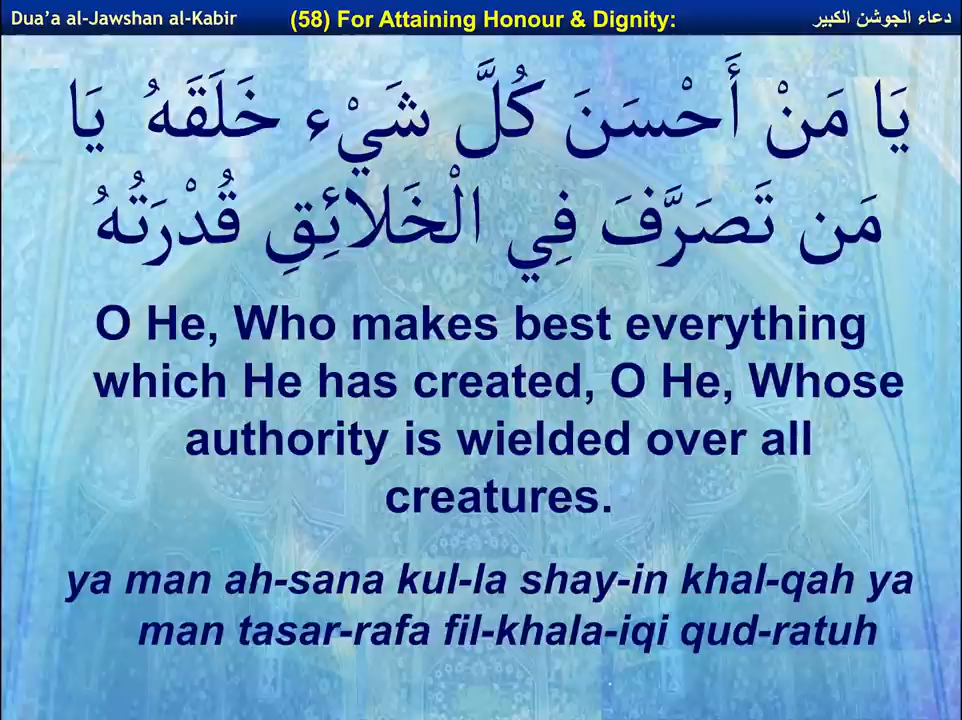 Dua'a al-Jawshan al-Kabir (58) For Attaining Honour & Dignity: دعاء الجوشن الكبير
يَا مَنْ أَحْسَنَ كُلَّ شَيْء خَلَقَهُ يَا
مَن تَصَرَّفَ فِي الْخَلائِقِ قُدْرَتُهُ
O He, Who makes best everything
which He has created, O He, Whose
authority is wielded over all
creatures.
ya man ah-sana kul-la shay-in khal-qah ya
man tasar-rafa fil-khala-iqi qud-ratuh